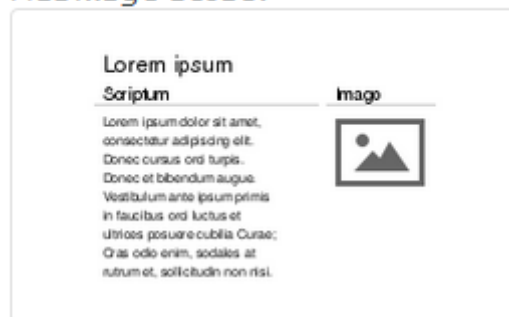 Lorem ipsum
Scriptum
Imago
Lorem ipsum dolor sit amet,
consectetur adipiscing elit.
Donec cursus orci turpis.
Donec et bibendum augue.
Vestibulum ante ipsum primis
in faucibus orci luctus et
ultrices posuere cubilia Curae;
Cras odio enim, sodales at
rutrum et, sollicitudin non nisl.